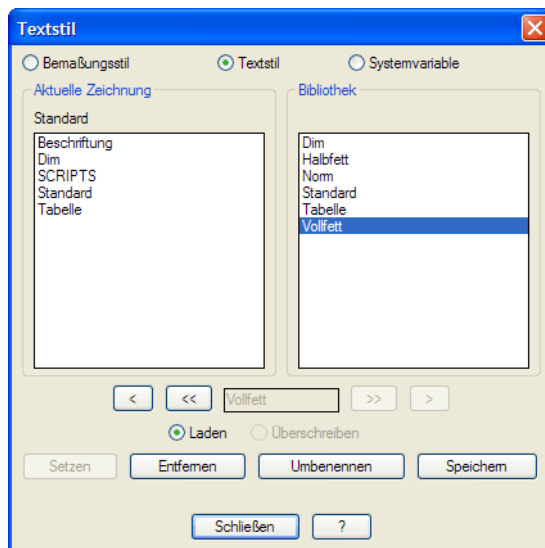 Textstil
Bemaßungsstil Textstil Systemvariable
Aktuelle Zeichnung
Standard
Beschriftung
Dim
SCRIPTS
Standard
Tabelle
Bibliothek
Dim
Halbfett
Norm
Standard
Tabelle
Vollfett
< << Vollfett >> >
Laden Überschreiben
Setzen Entfernen Umbenennen Speichern
Schließen ?